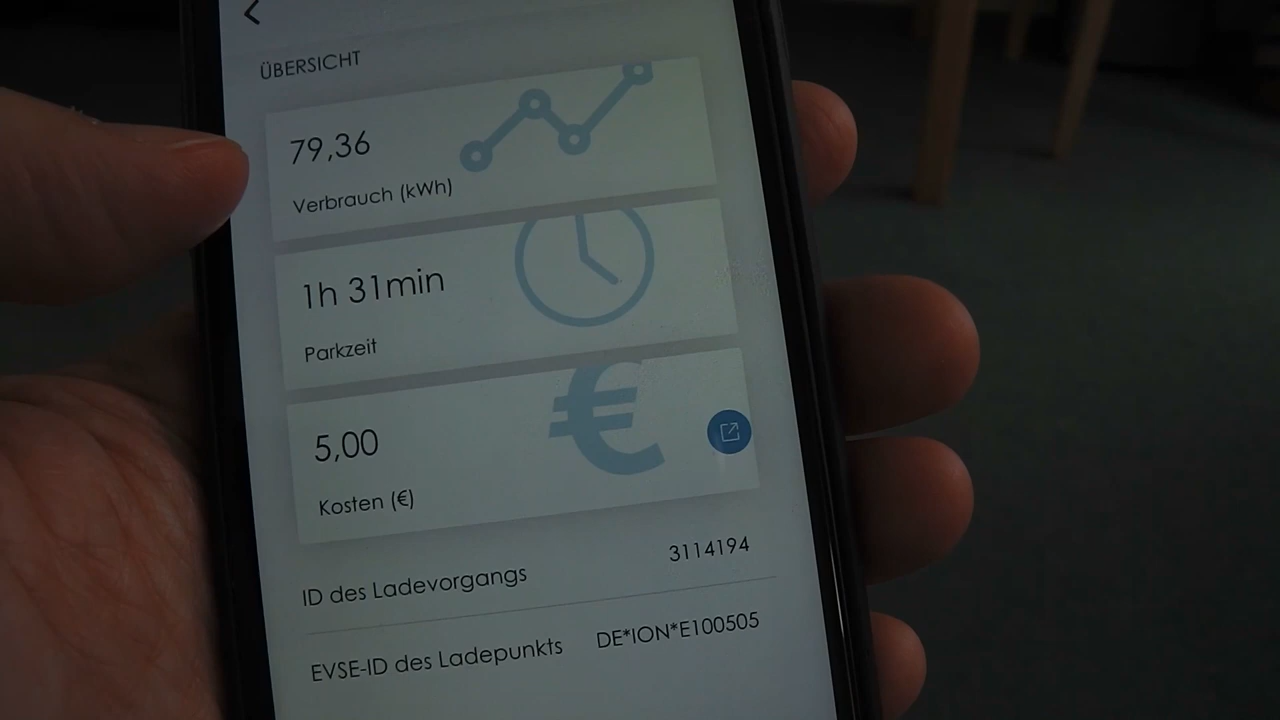 ÜBERSICHT
79,36
Verbrauch (kWh)
1h 31min
Parkzeit
€
5,00
Kosten (€)
ID des Ladevorgangs 3114194
EVSE-ID des Ladepunkts DE*ION*E100505